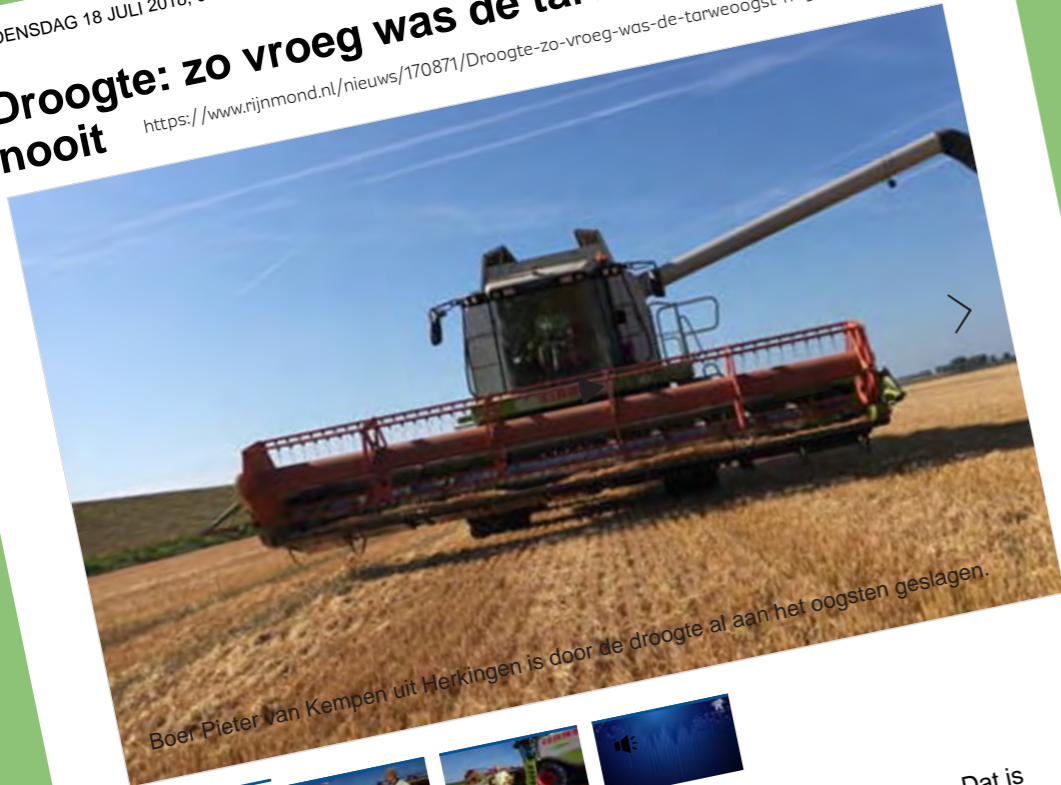 18 JULI 2018,
Droogte: zo vroeg was de
nooit
https://www.rijnmond.nl/nieuws/170871/Droogte-zo-vroeg-was-de-tarweoogst
Boer Pieter van Kempen uit Herkingen is door de droogte al aan het oogsten geslagen.
Dat is